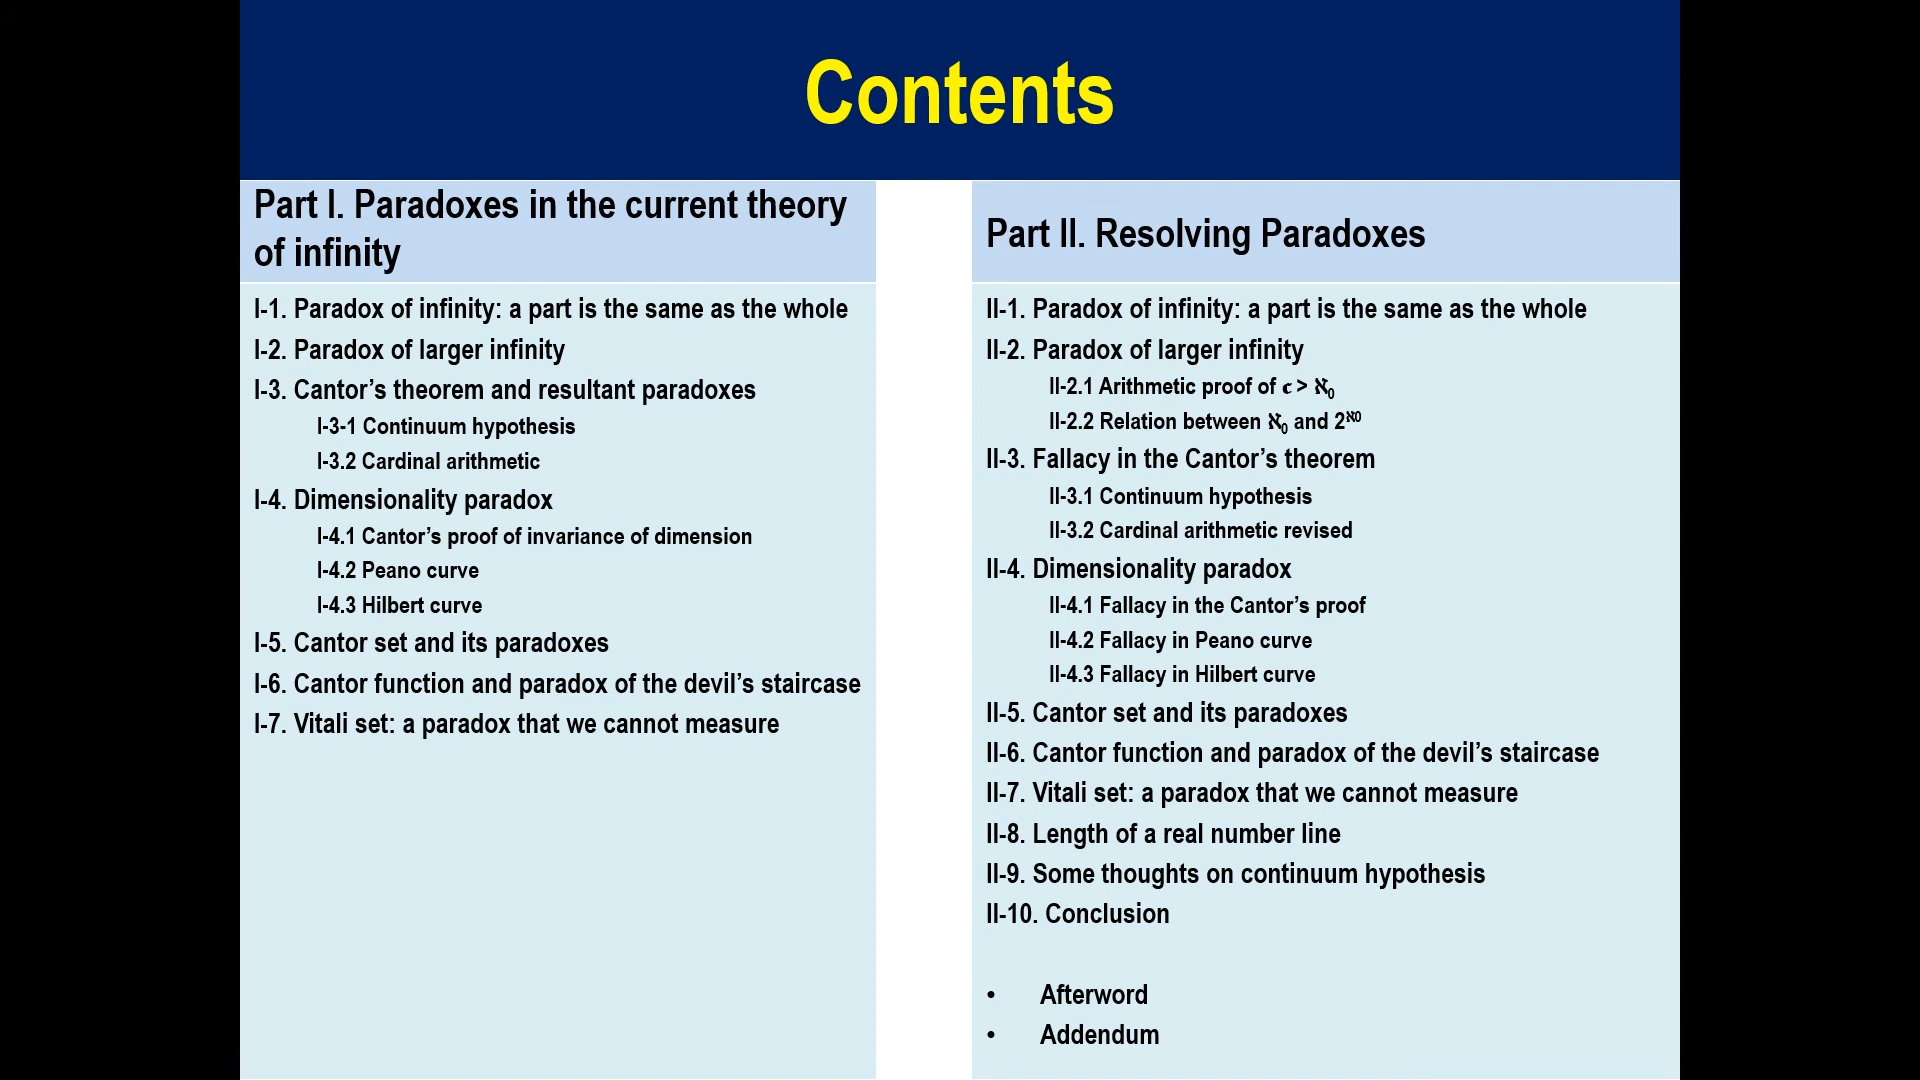 Contents
Part I. Paradoxes in the current theory
of infinity
I-1. Paradox of infinity: a part is the same as the whole
I-2. Paradox of larger infinity
I-3. Cantor’s theorem and resultant paradoxes
I-3-1 Continuum hypothesis
I-3.2 Cardinal arithmetic
I-4. Dimensionality paradox
I-4.1 Cantor’s proof of invariance of dimension
I-4.2 Peano curve
I-4.3 Hilbert curve
I-5. Cantor set and its paradoxes
I-6. Cantor function and paradox of the devil’s staircase
I-7. Vitali set: a paradox that we cannot measure
Part II. Resolving Paradoxes
II-1. Paradox of infinity: a part is the same as the whole
II-2. Paradox of larger infinity
II-2.1 Arithmetic proof of 𝔠 > ℵ₀
II-2.2 Relation between ℵ₀ and 2^ℵ0
II-3. Fallacy in the Cantor’s theorem
II-3.1 Continuum hypothesis
II-3.2 Cardinal arithmetic revised
II-4. Dimensionality paradox
II-4.1 Fallacy in the Cantor’s proof
II-4.2 Fallacy in Peano curve
II-4.3 Fallacy in Hilbert curve
II-5. Cantor set and its paradoxes
II-6. Cantor function and paradox of the devil’s staircase
II-7. Vitali set: a paradox that we cannot measure
II-8. Length of a real number line
II-9. Some thoughts on continuum hypothesis
II-10. Conclusion
• Afterword
• Addendum